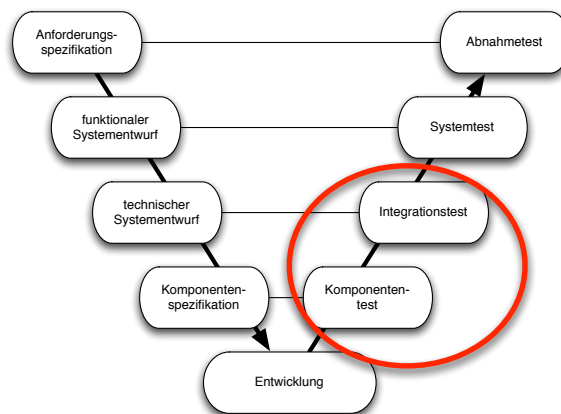 Anforderungs-
spezifikation
Abnahmetest
funktionaler
Systementwurf
Systemtest
technischer
Systementwurf
Integrationstest
Komponenten-
spezifikation
Komponenten-
test
Entwicklung